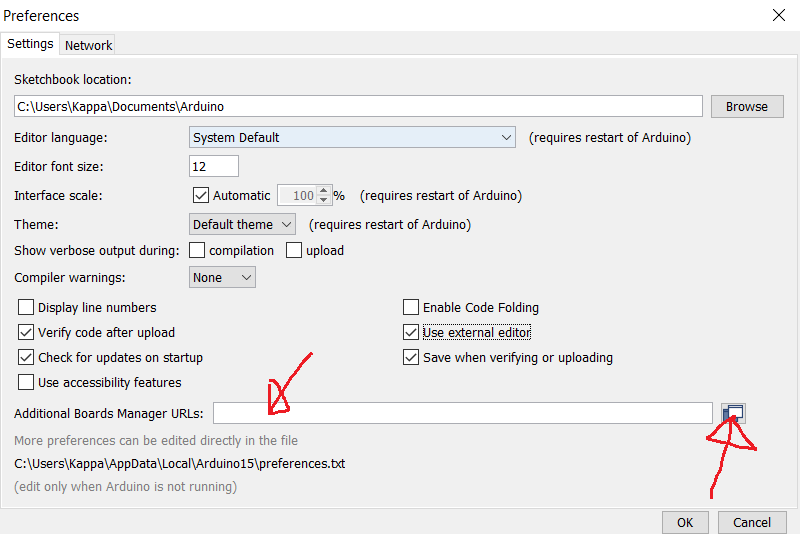 Preferences
Settings Network
Sketchbook location:
C:\Users\Kappa\Documents\Arduino Browse
Editor language: System Default (requires restart of Arduino)
Editor font size: 12
Interface scale: Automatic 100 % (requires restart of Arduino)
Theme: Default theme (requires restart of Arduino)
Show verbose output during: compilation upload
Compiler warnings: None
Display line numbers Enable Code Folding
Verify code after upload Use external editor
Check for updates on startup Save when verifying or uploading
Use accessibility features
Additional Boards Manager URLs:
More preferences can be edited directly in the file
C:\Users\Kappa\AppData\Local\Arduino15\preferences.txt
(edit only when Arduino is not running)
OK Cancel